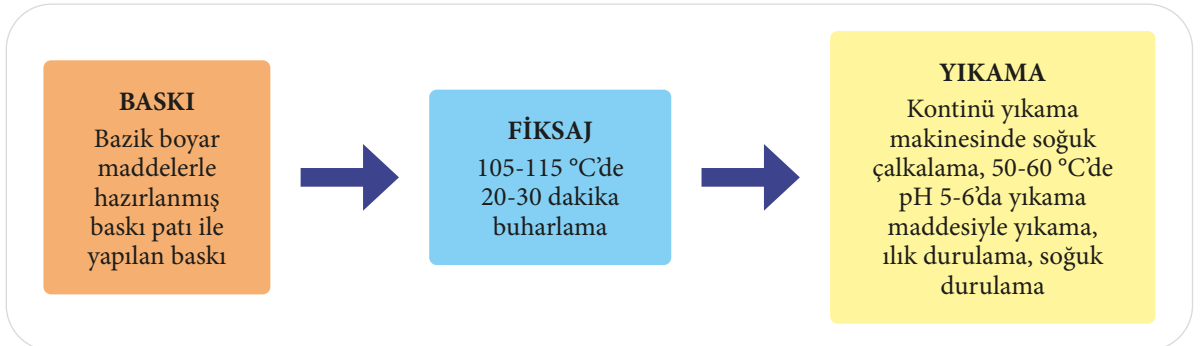 BASKI
Bazik boyar
maddelerle
hazırlanmış
baskı patı ile
yapılan baskı
FİKSAJ
105-115 °C’de
20-30 dakika
buharlama
YIKAMA
Kontinü yıkama
makinesinde soğuk
çalkalama, 50-60 °C’de
pH 5-6’da yıkama
maddesiyle yıkama,
ılık durulama, soğuk
durulama